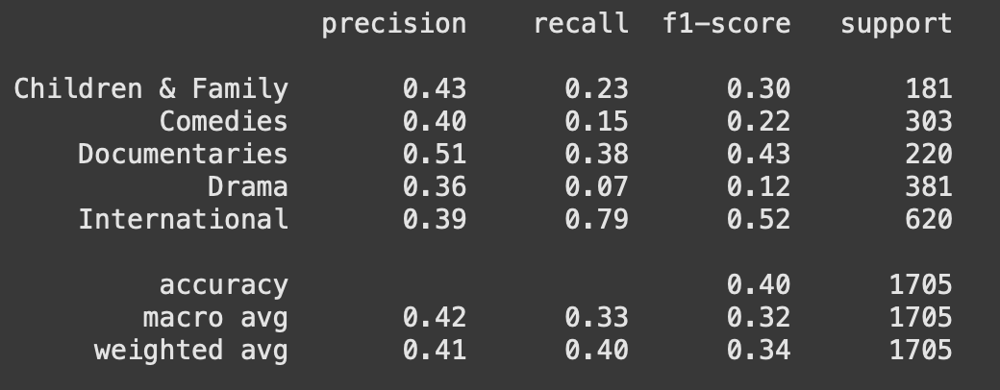 precision recall f1-score support
Children & Family 0.43 0.23 0.30 181
Comedies 0.40 0.15 0.22 303
Documentaries 0.51 0.38 0.43 220
Drama 0.36 0.07 0.12 381
International 0.39 0.79 0.52 620
accuracy 0.40 1705
macro avg 0.42 0.33 0.32 1705
weighted avg 0.41 0.40 0.34 1705